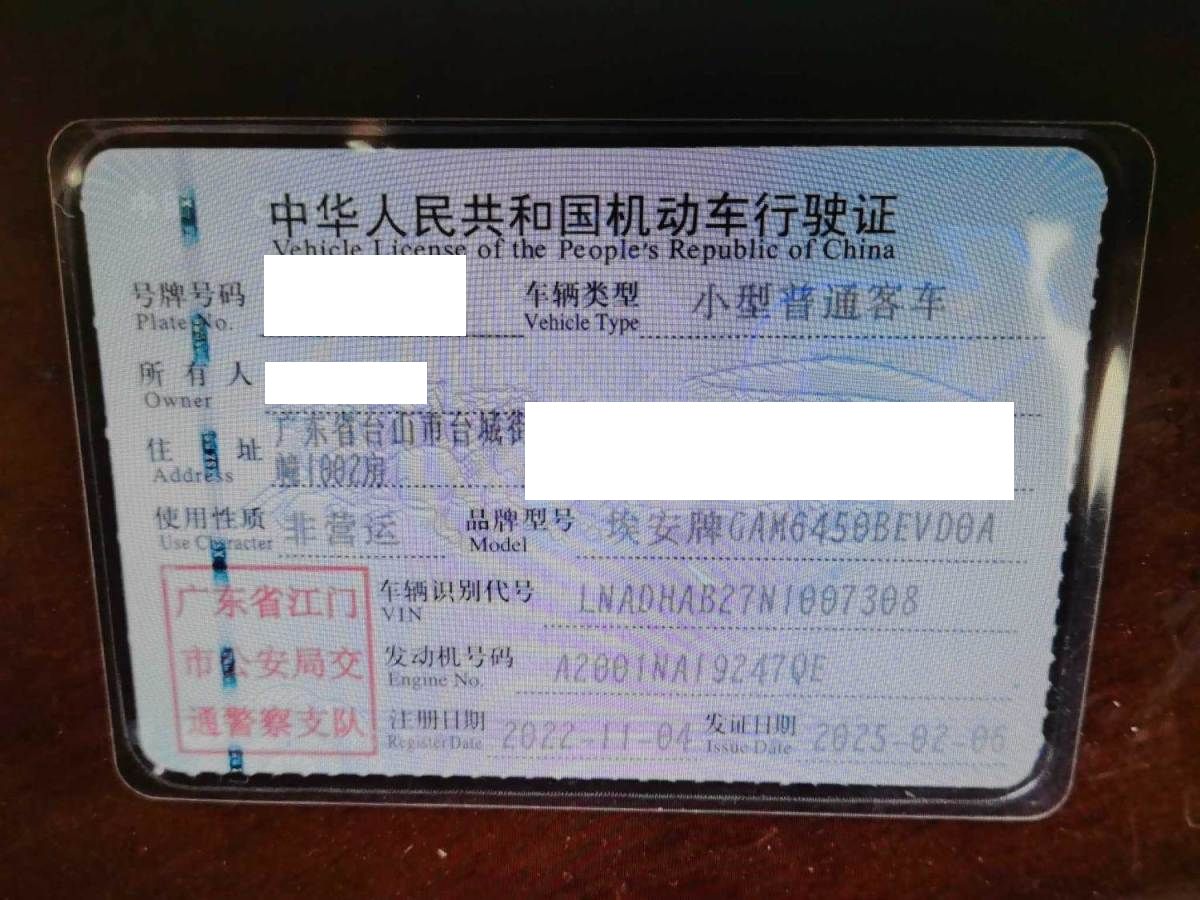 中华人民共和国机动车行驶证
Vehicle License of the People's Republic of China
号牌号码 车辆类型 小型普通客车
Plate No. Vehicle Type
所有人
Owner
住址 广东省台山市台城街
Address 幢1002房
使用性质 非营运 品牌型号 埃安牌GAM6450BEVD0A
Use Character Model
广东省江门 车辆识别代号 LNADHAB27N1007308
VIN
市公安局交 发动机号码 A2001NA19247QE
Engine No.
通警察支队 注册日期 2022-11-04 发证日期 2025-02-06
Register Date Issue Date